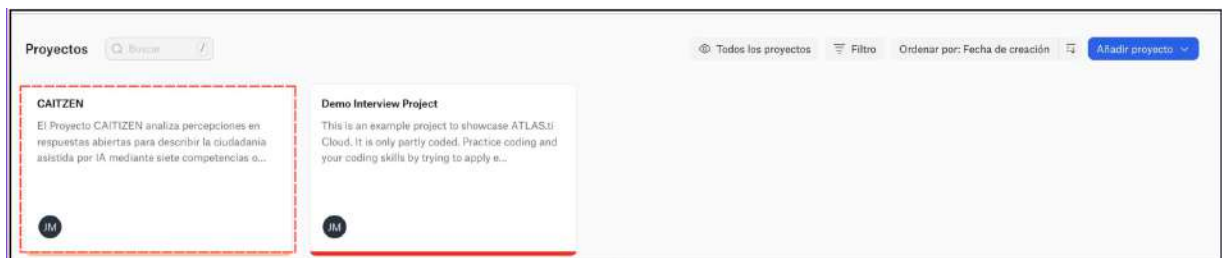 Proyectos
Buscar /
Todos los proyectos
Filtro
Ordenar por: Fecha de creación
Añadir proyecto
CAITZEN
El Proyecto CAITIZEN analiza percepciones en
respuestas abiertas para describir la ciudadanía
asistida por IA mediante siete competencias o...
JM
Demo Interview Project
This is an example project to showcase ATLAS.ti
Cloud. It is only partly coded. Practice coding and
your coding skills by trying to apply e...
JM